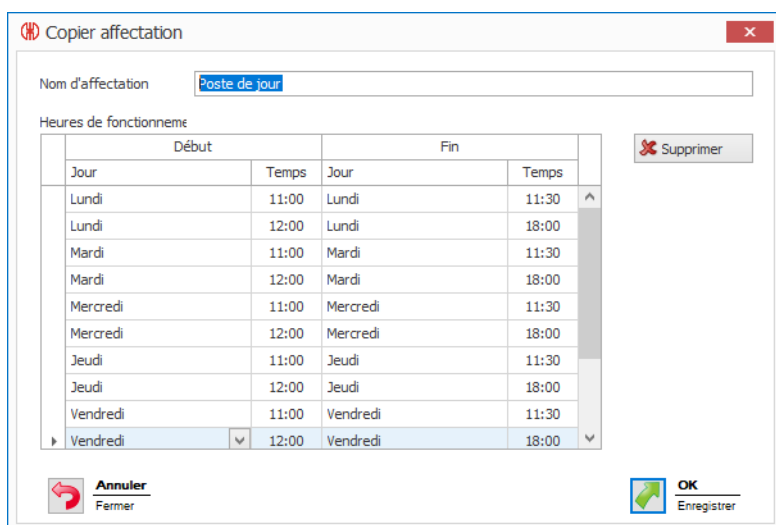 Copier affectation
Nom d'affectation Poste de jour
Heures de fonctionneme
Début Fin
Supprimer
Jour Temps Jour Temps
Lundi 11:00 Lundi 11:30
Lundi 12:00 Lundi 18:00
Mardi 11:00 Mardi 11:30
Mardi 12:00 Mardi 18:00
Mercredi 11:00 Mercredi 11:30
Mercredi 12:00 Mercredi 18:00
Jeudi 11:00 Jeudi 11:30
Jeudi 12:00 Jeudi 18:00
Vendredi 11:00 Vendredi 11:30
Vendredi 12:00 Vendredi 18:00
Annuler OK
Fermer Enregistrer